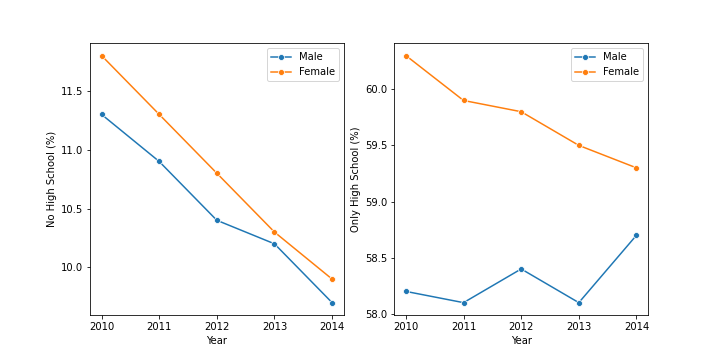 No High School (%)
11.5
11.0
10.5
10.0
2010 2011 2012 2013 2014
Year
Male
Female
Only High School (%)
60.0
59.5
59.0
58.5
58.0
2010 2011 2012 2013 2014
Year
Male
Female